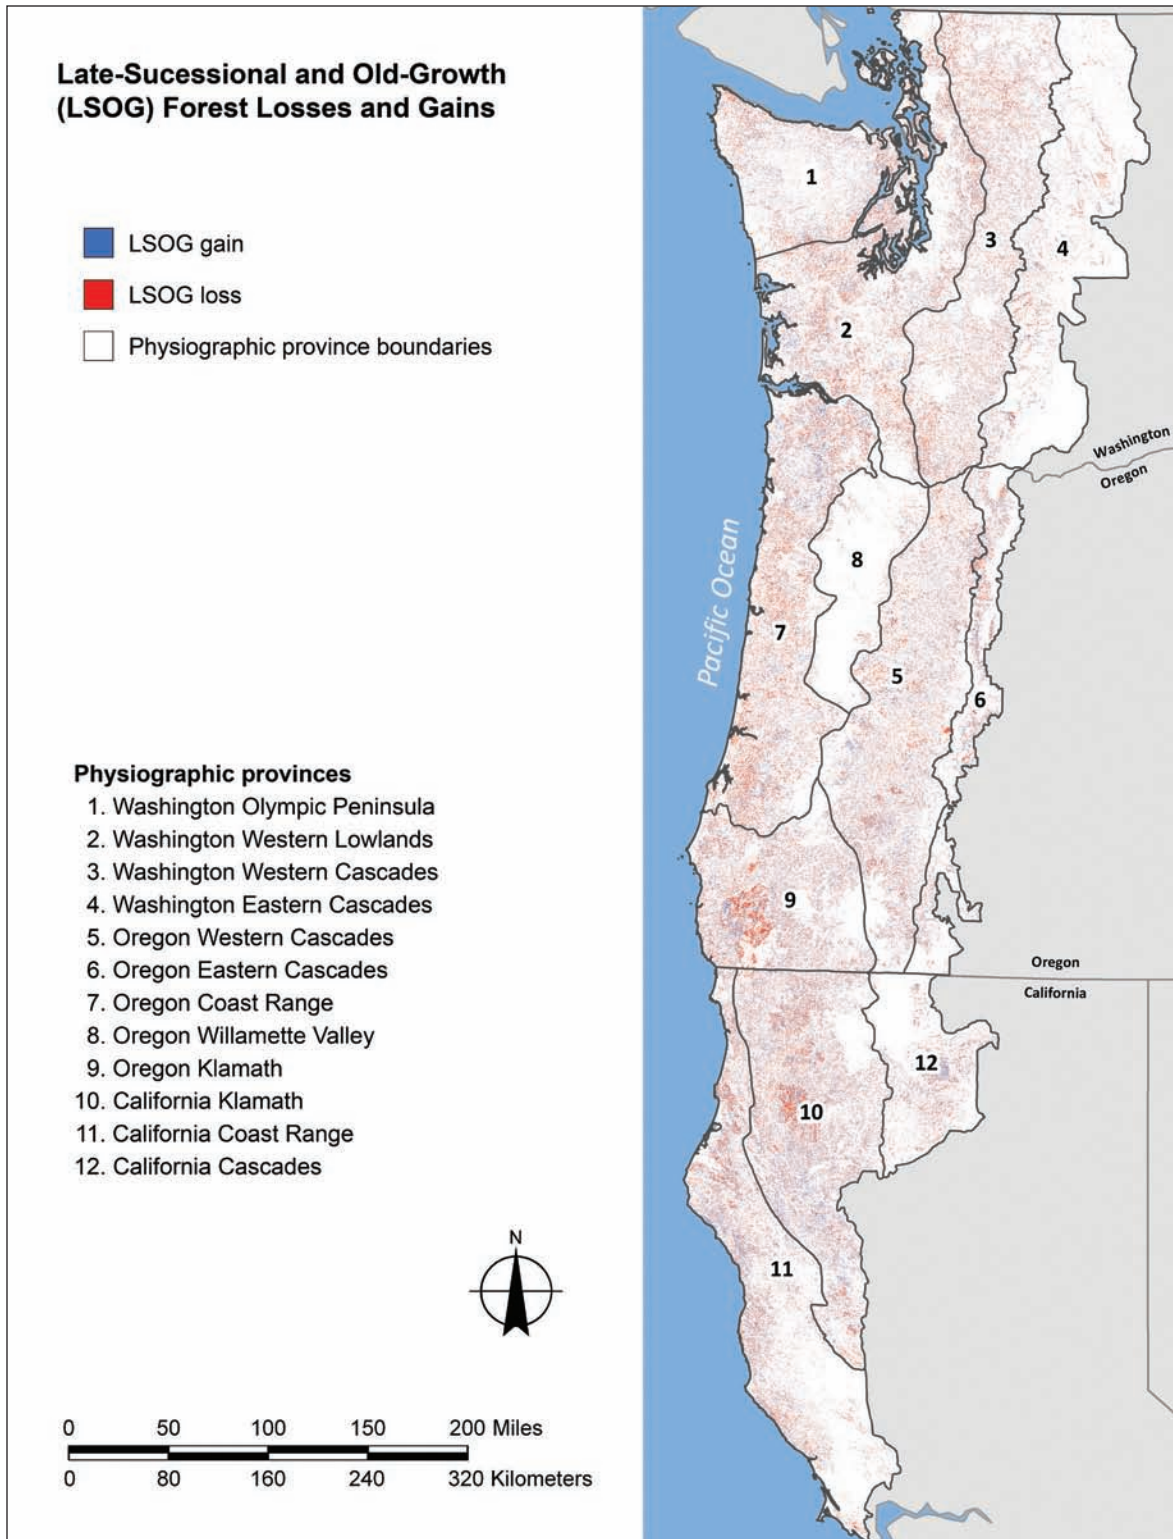 Late-Sucessional and Old-Growth
(LSOG) Forest Losses and Gains
LSOG gain
LSOG loss
Physiographic province boundaries
Physiographic provinces
1. Washington Olympic Peninsula
2. Washington Western Lowlands
3. Washington Western Cascades
4. Washington Eastern Cascades
5. Oregon Western Cascades
6. Oregon Eastern Cascades
7. Oregon Coast Range
8. Oregon Willamette Valley
9. Oregon Klamath
10. California Klamath
11. California Coast Range
12. California Cascades
N
0 50 100 150 200 Miles
0 80 160 240 320 Kilometers
1
3
4
2
Washington
Oregon
Pacific Ocean
8
7
5
6
9
Oregon
California
12
10
11